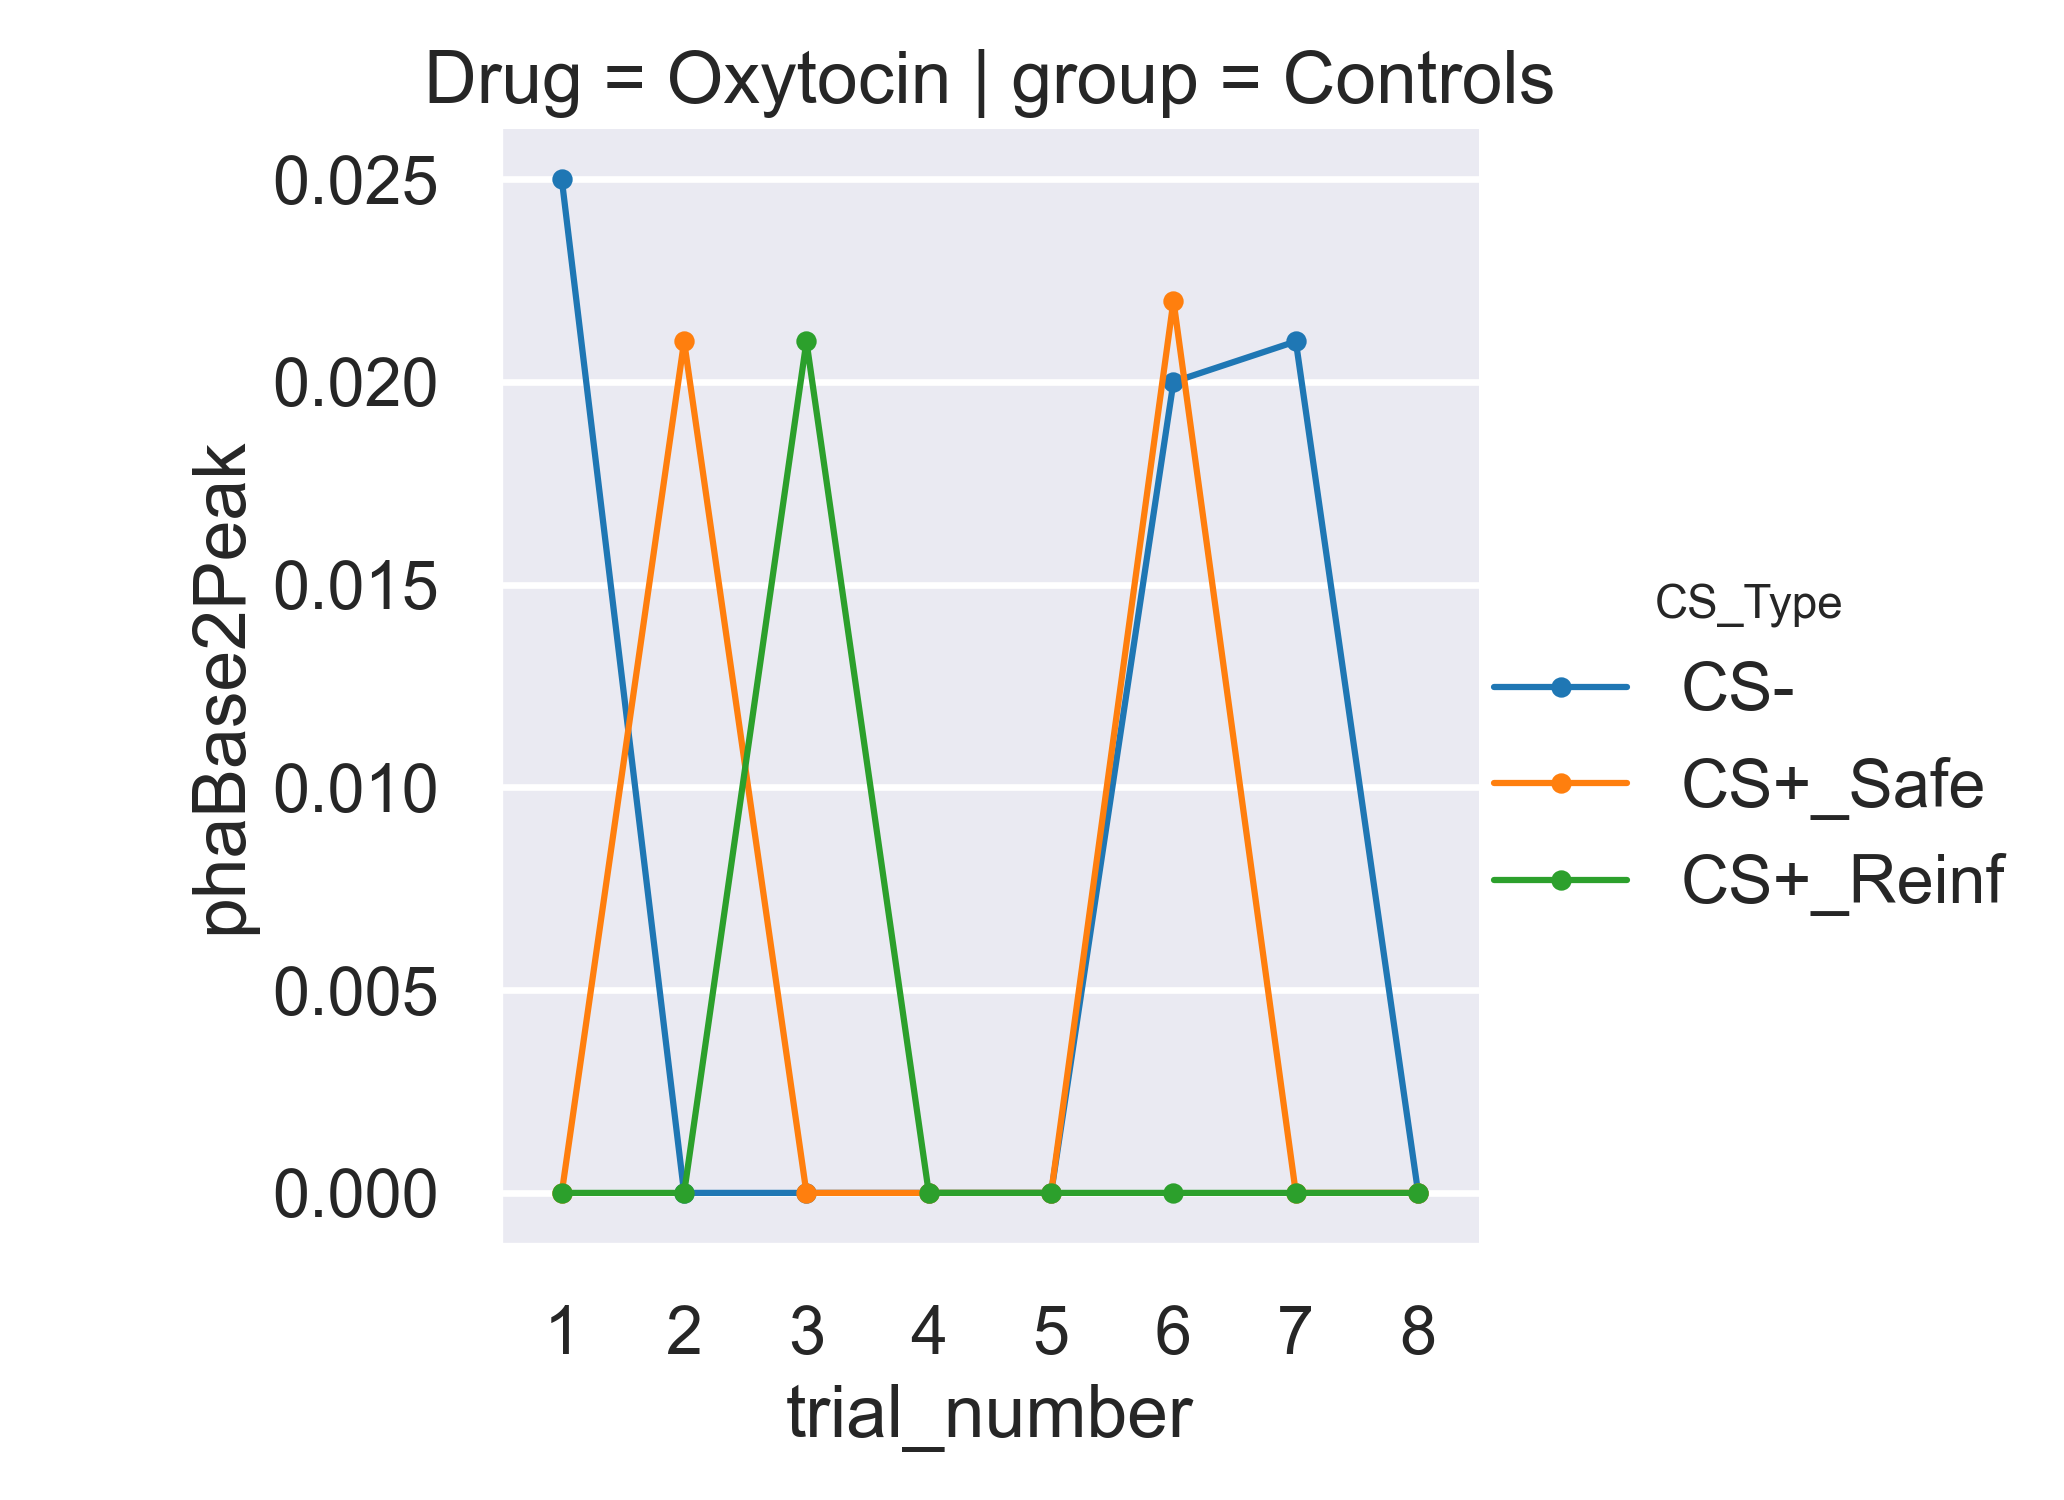 Drug = Oxytocin | group = Controls
0.025
0.020
0.015
0.010
0.005
0.000
phaBase2Peak
1 2 3 4 5 6 7 8
trial_number
CS_Type
CS-
CS+_Safe
CS+_Reinf